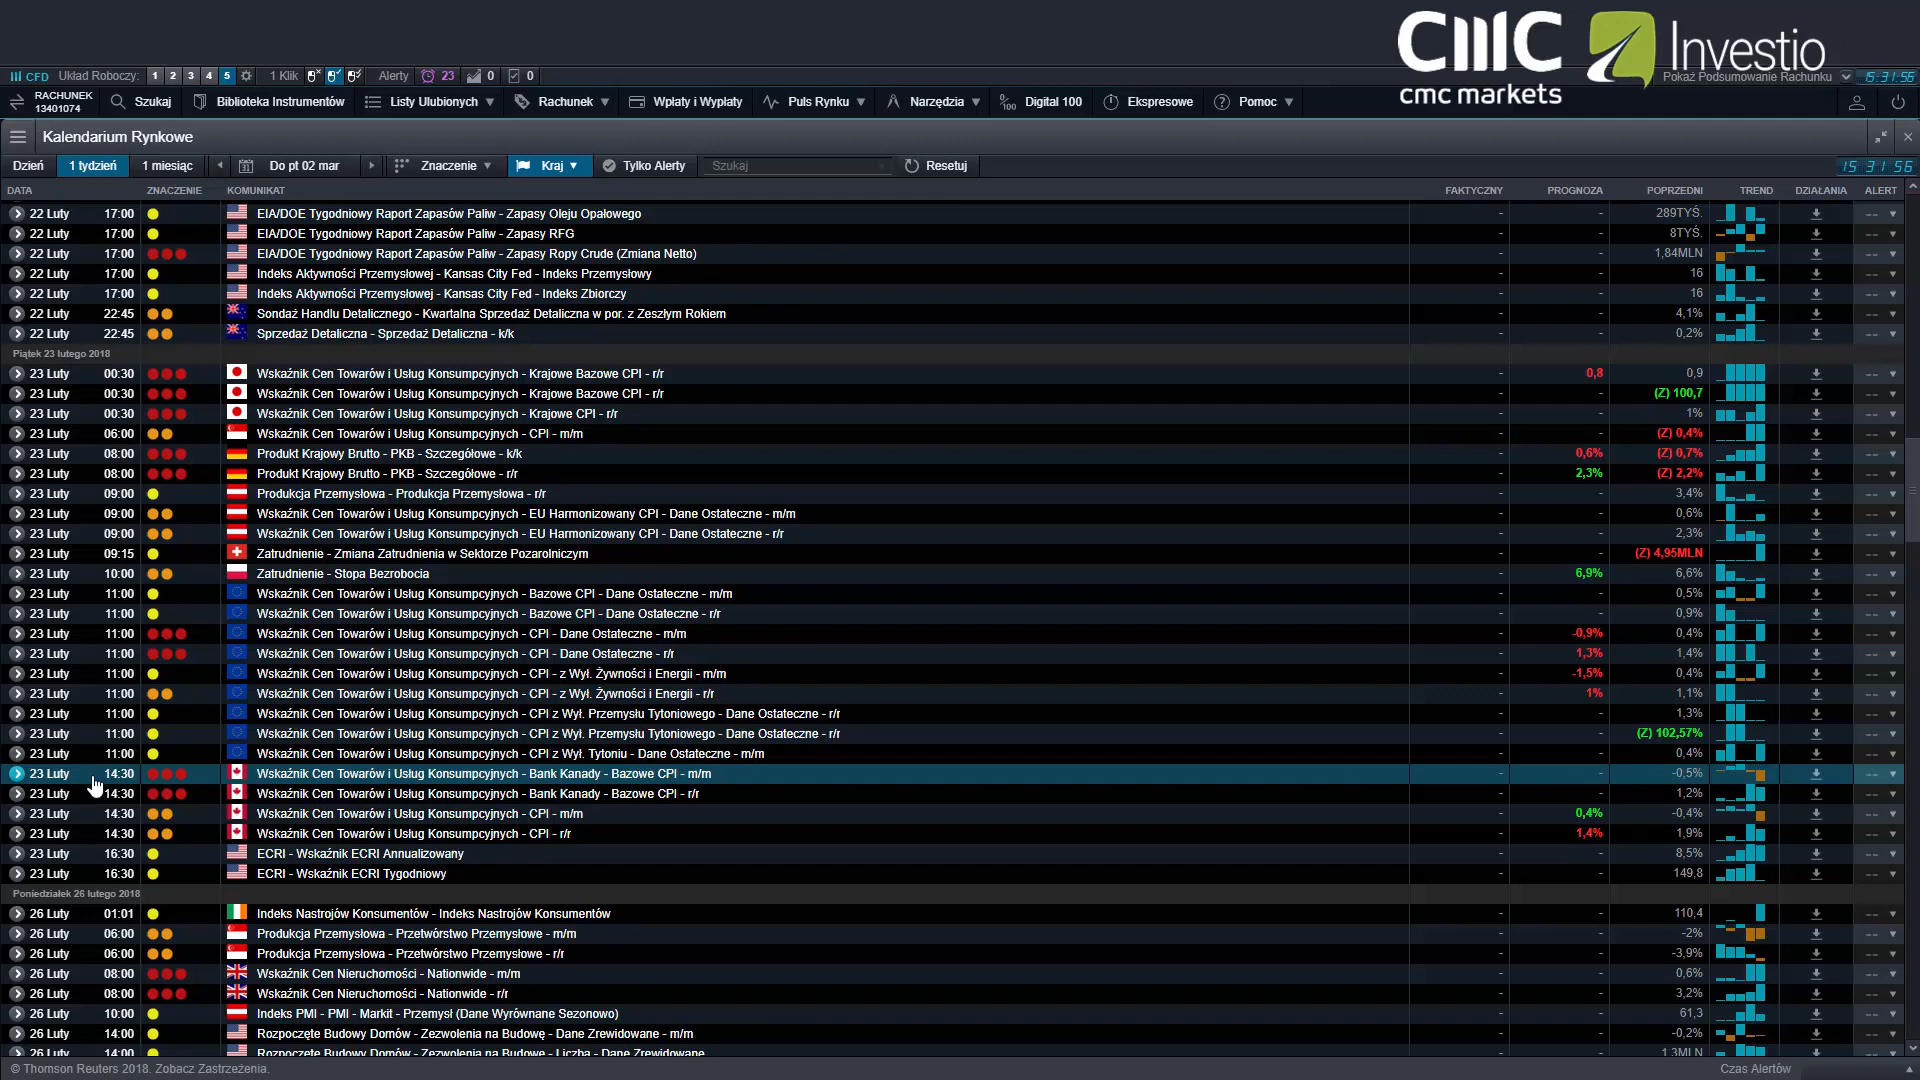 CMC Investio
cmc markets
CFD Układ Roboczy: 1 2 3 4 5 1 Klik Alerty 23 0 0 Pokaż Podsumowanie Rachunku 15:31:56
RACHUNEK 13401074 Szukaj Biblioteka Instrumentów Listy Ulubionych Rachunek Wpłaty i Wypłaty Puls Rynku Narzędzia Digital 100 Ekspresowe Pomoc
Kalendarium Rynkowe
Dzień 1 tydzień 1 miesiąc Do pt 02 mar Znaczenie Kraj Tylko Alerty Szukaj Resetuj 15:31:56
DATA ZNACZENIE KOMUNIKAT FAKTYCZNY PROGNOZA POPRZEDNI TREND DZIAŁANIA ALERT
22 Luty 17:00 EIA/DOE Tygodniowy Raport Zapasów Paliw - Zapasy Oleju Opałowego - - 289TYŚ. --
22 Luty 17:00 EIA/DOE Tygodniowy Raport Zapasów Paliw - Zapasy RFG - - 8TYŚ. --
22 Luty 17:00 EIA/DOE Tygodniowy Raport Zapasów Paliw - Zapasy Ropy Crude (Zmiana Netto) - - 1,84MLN --
22 Luty 17:00 Indeks Aktywności Przemysłowej - Kansas City Fed - Indeks Przemysłowy - - 16 --
22 Luty 17:00 Indeks Aktywności Przemysłowej - Kansas City Fed - Indeks Zbiorczy - - 16 --
22 Luty 22:45 Sondaż Handlu Detalicznego - Kwartalna Sprzedaż Detaliczna w por. z Zeszłym Rokiem - - 4,1% --
22 Luty 22:45 Sprzedaż Detaliczna - Sprzedaż Detaliczna - k/k - - 0,2% --
Piątek 23 lutego 2018
23 Luty 00:30 Wskaźnik Cen Towarów i Usług Konsumpcyjnych - Krajowe Bazowe CPI - r/r - 0,8 0,9 --
23 Luty 00:30 Wskaźnik Cen Towarów i Usług Konsumpcyjnych - Krajowe Bazowe CPI - r/r - - (Z) 100,7 --
23 Luty 00:30 Wskaźnik Cen Towarów i Usług Konsumpcyjnych - Krajowe CPI - r/r - - 1% --
23 Luty 06:00 Wskaźnik Cen Towarów i Usług Konsumpcyjnych - CPI - m/m - - (Z) 0,4% --
23 Luty 08:00 Produkt Krajowy Brutto - PKB - Szczegółowe - k/k - 0,6% (Z) 0,7% --
23 Luty 08:00 Produkt Krajowy Brutto - PKB - Szczegółowe - r/r - 2,3% (Z) 2,2% --
23 Luty 09:00 Produkcja Przemysłowa - Produkcja Przemysłowa - r/r - - 3,4% --
23 Luty 09:00 Wskaźnik Cen Towarów i Usług Konsumpcyjnych - EU Harmonizowany CPI - Dane Ostateczne - m/m - - 0,6% --
23 Luty 09:00 Wskaźnik Cen Towarów i Usług Konsumpcyjnych - EU Harmonizowany CPI - Dane Ostateczne - r/r - - 2,3% --
23 Luty 09:15 Zatrudnienie - Zmiana Zatrudnienia w Sektorze Pozarolniczym - - (Z) 4,95MLN --
23 Luty 10:00 Zatrudnienie - Stopa Bezrobocia - 6,9% 6,6% --
23 Luty 11:00 Wskaźnik Cen Towarów i Usług Konsumpcyjnych - Bazowe CPI - Dane Ostateczne - m/m - - 0,5% --
23 Luty 11:00 Wskaźnik Cen Towarów i Usług Konsumpcyjnych - Bazowe CPI - Dane Ostateczne - r/r - - 0,9% --
23 Luty 11:00 Wskaźnik Cen Towarów i Usług Konsumpcyjnych - CPI - Dane Ostateczne - m/m - -0,9% 0,4% --
23 Luty 11:00 Wskaźnik Cen Towarów i Usług Konsumpcyjnych - CPI - Dane Ostateczne - r/r - 1,3% 1,4% --
23 Luty 11:00 Wskaźnik Cen Towarów i Usług Konsumpcyjnych - CPI - z Wył. Żywności i Energii - m/m - -1,5% 0,4% --
23 Luty 11:00 Wskaźnik Cen Towarów i Usług Konsumpcyjnych - CPI - z Wył. Żywności i Energii - r/r - 1% 1,1% --
23 Luty 11:00 Wskaźnik Cen Towarów i Usług Konsumpcyjnych - CPI z Wył. Przemysłu Tytoniowego - Dane Ostateczne - r/r - - 1,3% --
23 Luty 11:00 Wskaźnik Cen Towarów i Usług Konsumpcyjnych - CPI z Wył. Przemysłu Tytoniowego - Dane Ostateczne - r/r - - (Z) 102,57% --
23 Luty 11:00 Wskaźnik Cen Towarów i Usług Konsumpcyjnych - CPI z Wył. Tytoniu - Dane Ostateczne - m/m - - 0,4% --
23 Luty 14:30 Wskaźnik Cen Towarów i Usług Konsumpcyjnych - Bank Kanady - Bazowe CPI - m/m - - -0,5% --
23 Luty 14:30 Wskaźnik Cen Towarów i Usług Konsumpcyjnych - Bank Kanady - Bazowe CPI - r/r - - 1,2% --
23 Luty 14:30 Wskaźnik Cen Towarów i Usług Konsumpcyjnych - CPI - m/m - 0,4% -0,4% --
23 Luty 14:30 Wskaźnik Cen Towarów i Usług Konsumpcyjnych - CPI - r/r - 1,4% 1,9% --
23 Luty 16:30 ECRI - Wskaźnik ECRI Annualizowany - - 8,5% --
23 Luty 16:30 ECRI - Wskaźnik ECRI Tygodniowy - - 149,8 --
Poniedziałek 26 lutego 2018
26 Luty 01:01 Indeks Nastrojów Konsumentów - Indeks Nastrojów Konsumentów - - 110,4 --
26 Luty 06:00 Produkcja Przemysłowa - Przetwórstwo Przemysłowe - m/m - - -2% --
26 Luty 06:00 Produkcja Przemysłowa - Przetwórstwo Przemysłowe - r/r - - -3,9% --
26 Luty 08:00 Wskaźnik Cen Nieruchomości - Nationwide - m/m - - 0,6% --
26 Luty 08:00 Wskaźnik Cen Nieruchomości - Nationwide - r/r - - 3,2% --
26 Luty 10:00 Indeks PMI - PMI - Markit - Przemysł (Dane Wyrównane Sezonowo) - - 61,3 --
26 Luty 14:00 Rozpoczęte Budowy Domów - Zezwolenia na Budowę - Dane Zrewidowane - m/m - - -0,2% --
26 Luty 14:00 Rozpoczęte Budowy Domów - Zezwolenia na Budowę - Liczba - Dane Zrewidowane - - 1,3MLN --
© Thomson Reuters 2018. Zobacz Zastrzeżenia. Czas Alertów